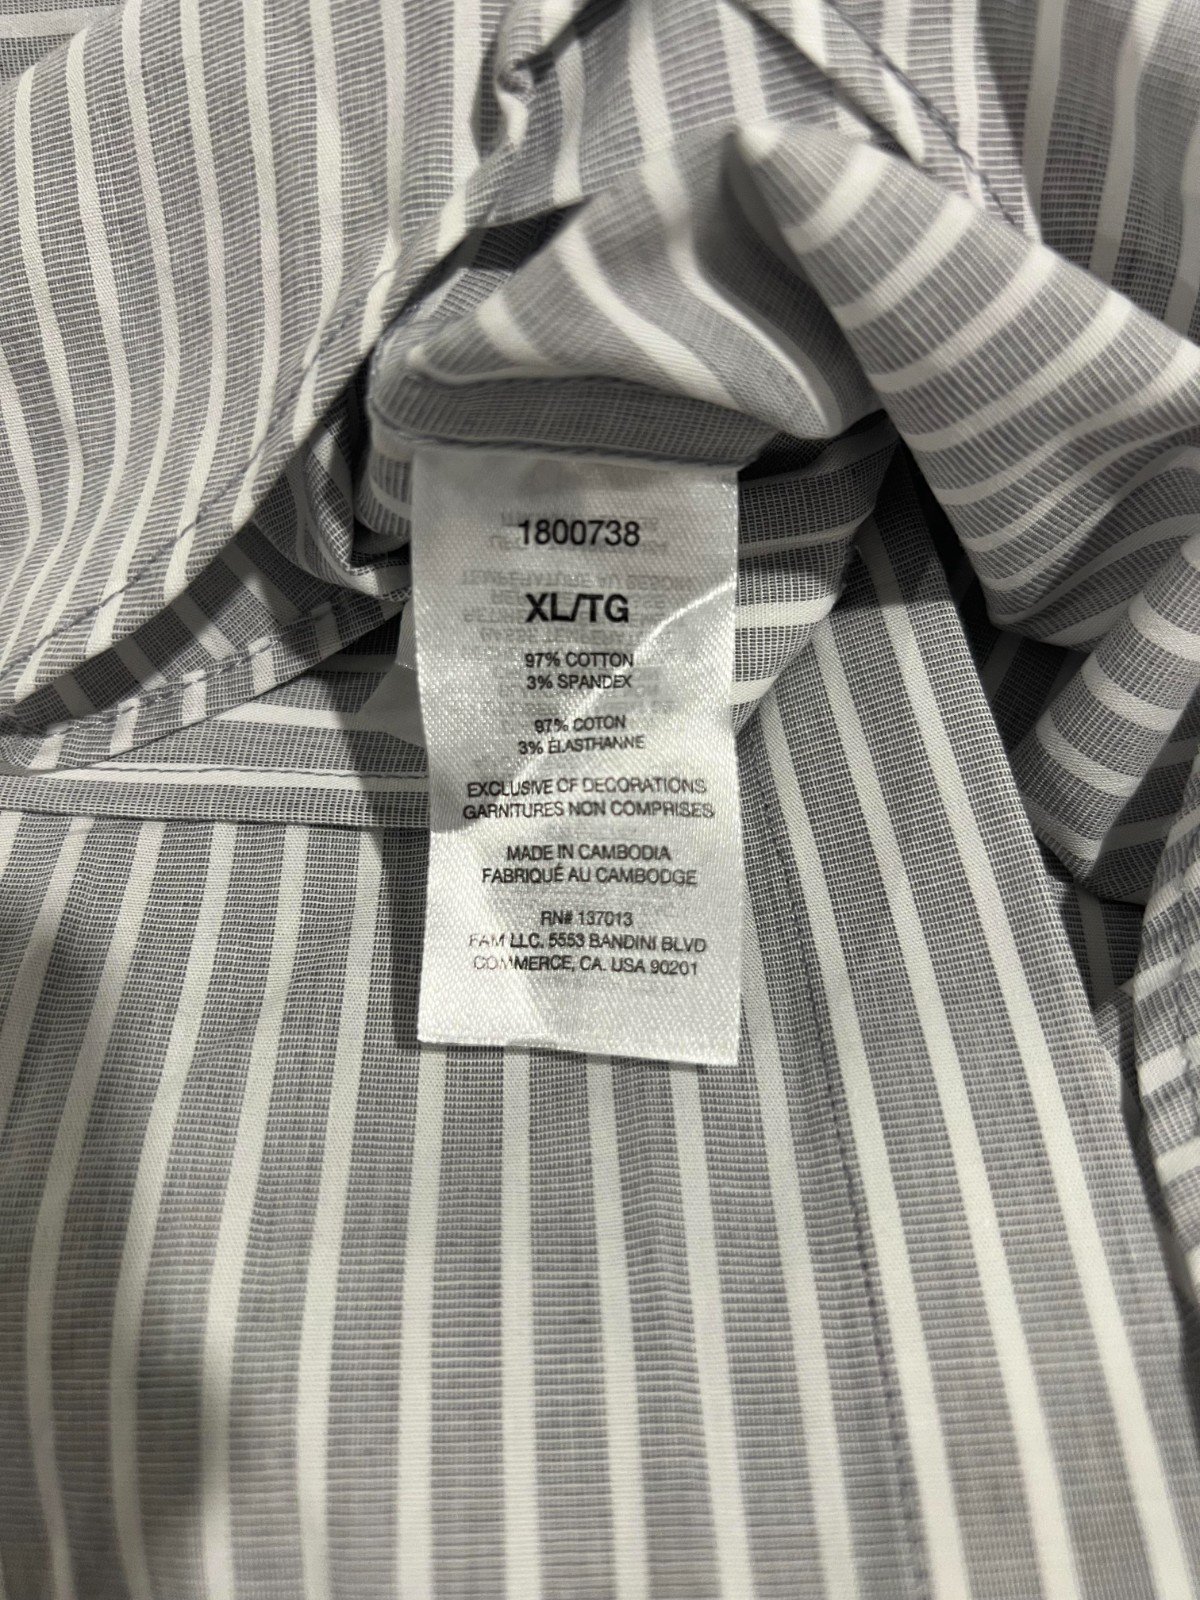 1800738
XL/TG
97% COTTON
3% SPANDEX
97% COTON
3% ÉLASTHANNE
EXCLUSIVE OF DECORATIONS
GARNITURES NON COMPRISES
MADE IN CAMBODIA
FABRIQUÉ AU CAMBODGE
RN# 137013
FAM LLC. 5553 BANDINI BLVD
COMMERCE, CA. USA 90201